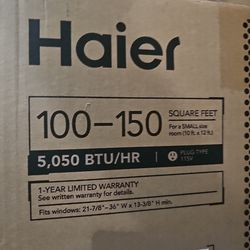 Haier
100–150
SQUARE FEET
For a SMALL size
room (10 ft. x 12 ft.)
5,050 BTU/HR
PLUG TYPE
115V
1-YEAR LIMITED WARRANTY
See written warranty for details.
Fits windows: 21-7/8"–36" W x 13-3/8" H min.